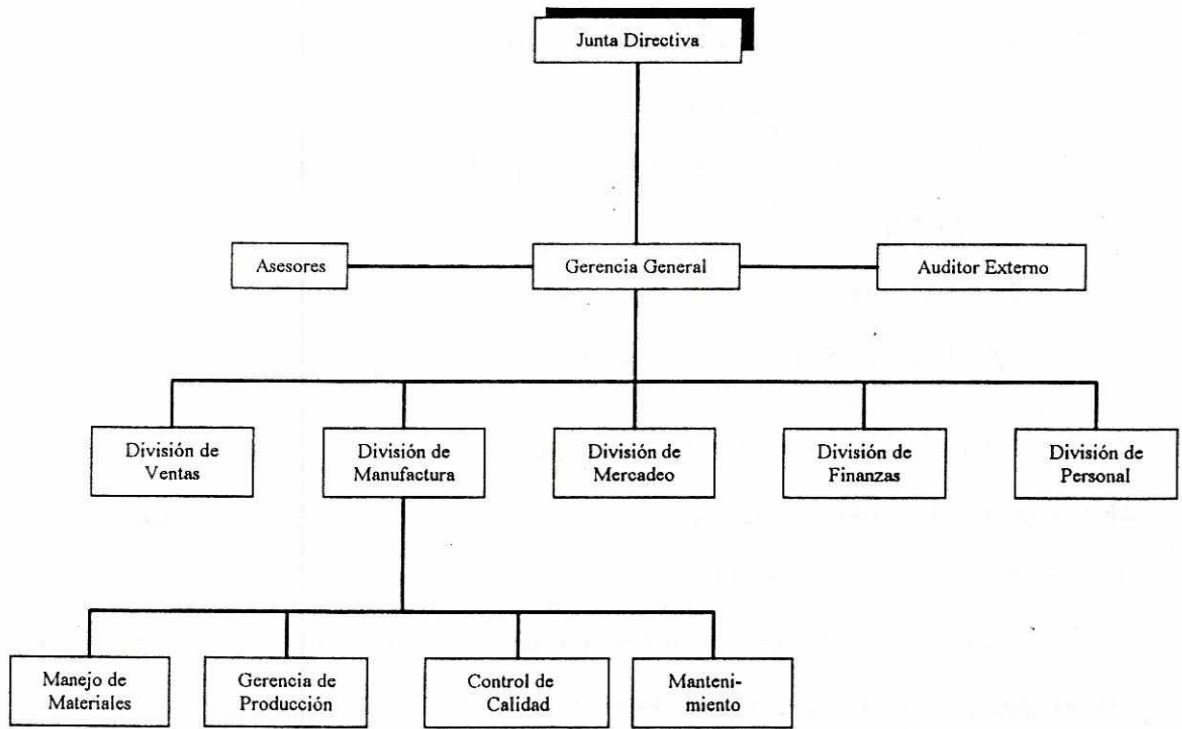 Junta Directiva
Asesores
Gerencia General
Auditor Externo
División de
Ventas
División de
Manufactura
División de
Mercadeo
División de
Finanzas
División de
Personal
Manejo de
Materiales
Gerencia de
Producción
Control de
Calidad
Manteni-
miento